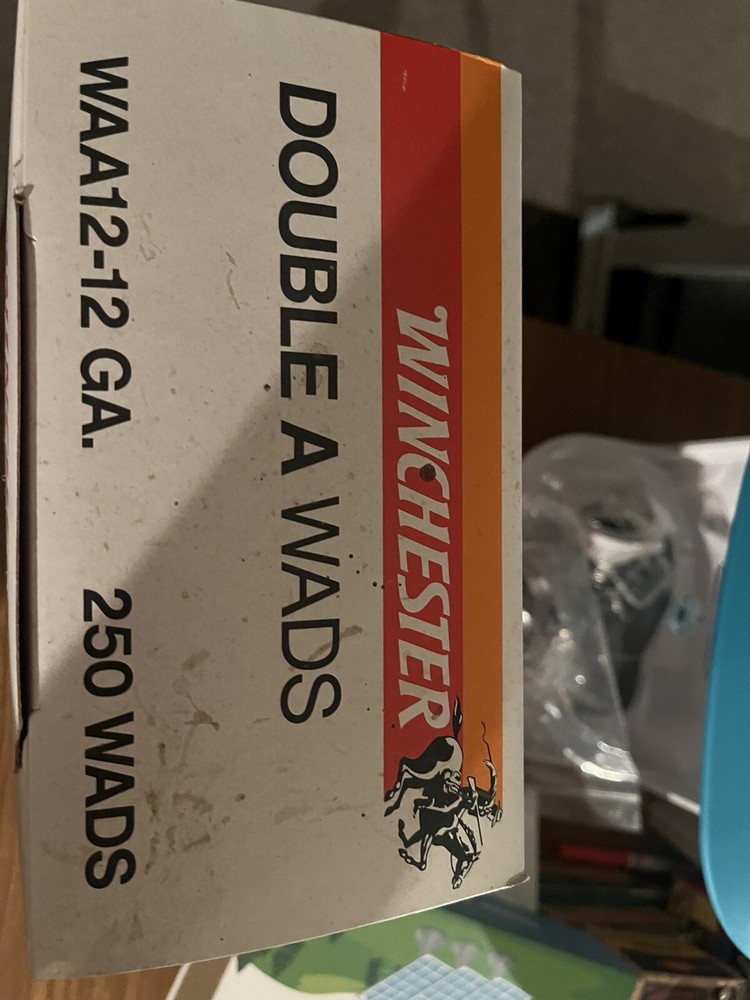 WINCHESTER
DOUBLE A WADS
WAA12-12 GA. 250 WADS